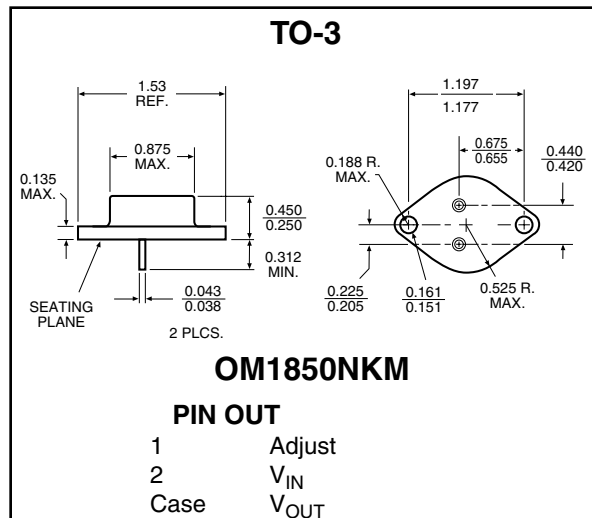 TO-3
1.53
REF.
0.875
MAX.
0.135
MAX.
0.450
0.250
0.312
MIN.
SEATING
PLANE
0.043
0.038
2 PLCS.
1.197
1.177
0.675
0.655
0.440
0.420
0.188 R.
MAX.
0.225
0.205
0.161
0.151
0.525 R.
MAX.
OM1850NKM
PIN OUT
1 Adjust
2 VIN
Case VOUT